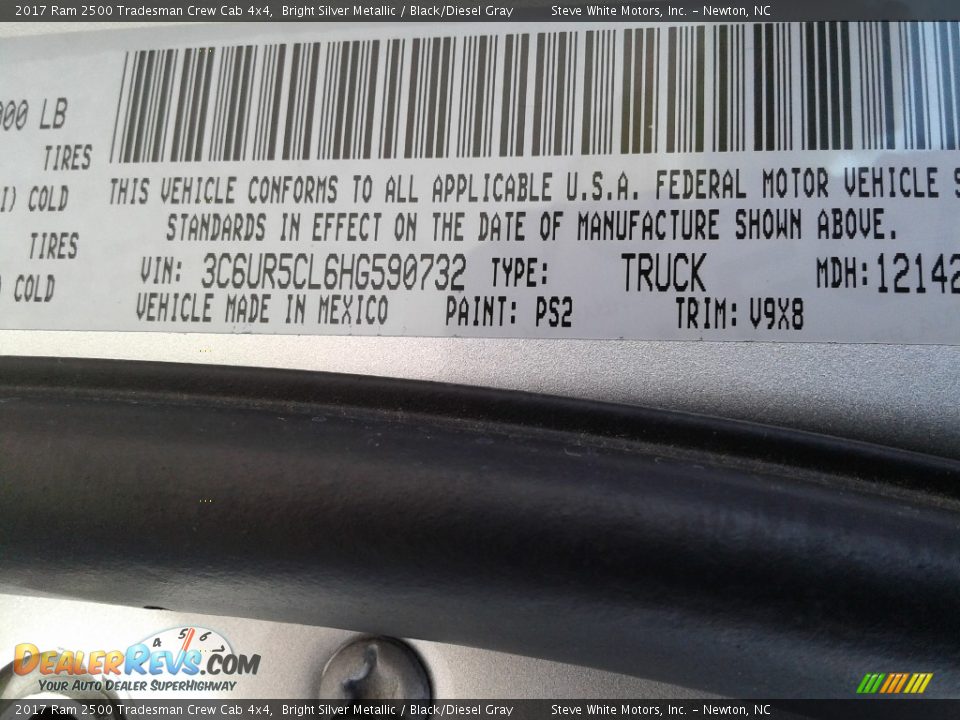 2017 Ram 2500 Tradesman Crew Cab 4x4, Bright Silver Metallic / Black/Diesel Gray Steve White Motors, Inc. – Newton, NC
000 LB
TIRES
I) COLD
TIRES
) COLD
THIS VEHICLE CONFORMS TO ALL APPLICABLE U.S.A. FEDERAL MOTOR VEHICLE S
STANDARDS IN EFFECT ON THE DATE OF MANUFACTURE SHOWN ABOVE.
VIN: 3C6UR5CL6HG590732 TYPE: TRUCK MDH: 12142
VEHICLE MADE IN MEXICO PAINT: PS2 TRIM: V9X8
4 5 6
DealerRevs.com
Your Auto Dealer SuperHighway
2017 Ram 2500 Tradesman Crew Cab 4x4, Bright Silver Metallic / Black/Diesel Gray Steve White Motors, Inc. – Newton, NC